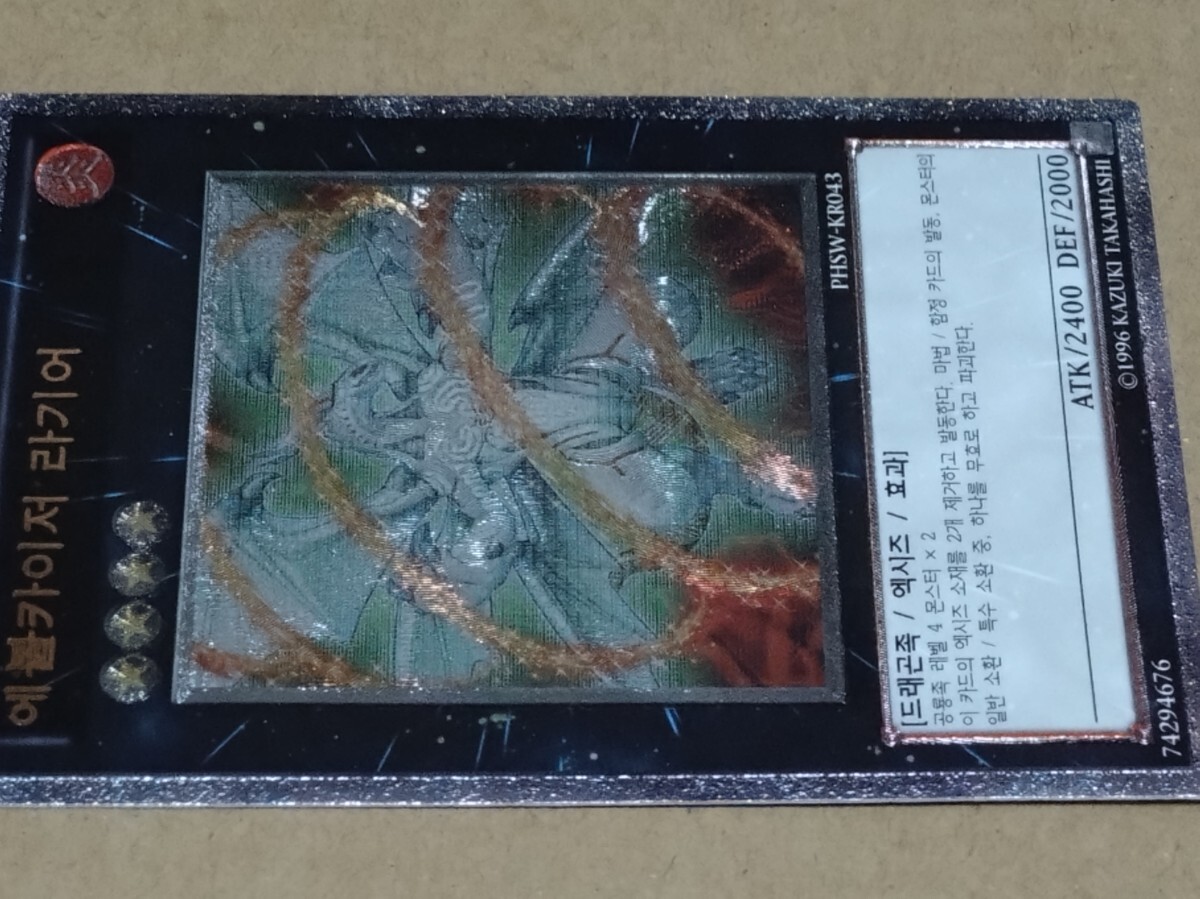 에볼카이저 라기어
PHSW-KR043
[드래곤족 / 엑시즈 / 효과]
공룡족 레벨 4 몬스터 × 2
이 카드의 엑시즈 소재를 2개 제거하고 발동한다. 마법 / 함정 카드의 발동, 몬스터의
일반 소환 / 특수 소환 중, 하나를 무효로 하고 파괴한다.
ATK/2400 DEF/2000
74294676
©1996 KAZUKI TAKAHASHI